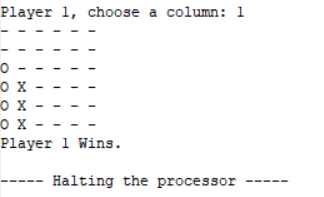 Player 1, choose a column: 1
- - - - - -
- - - - - -
O - - - - -
O X - - - -
O X - - - -
O X - - - -
Player 1 Wins.
----- Halting the processor -----